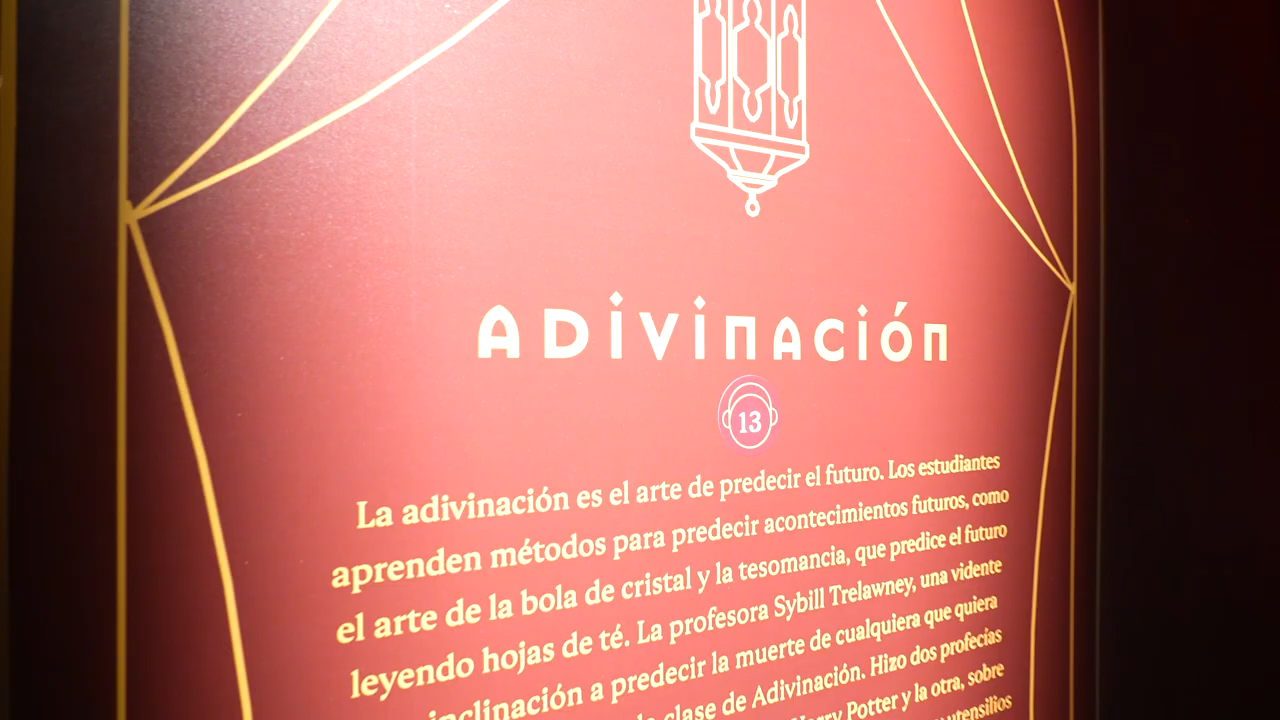 ADiViNACióN
13
La adivinación es el arte de predecir el futuro. Los estudiantes
aprenden métodos para predecir acontecimientos futuros, como
el arte de la bola de cristal y la tesomancia, que predice el futuro
leyendo hojas de té. La profesora Sybill Trelawney, una vidente
inclinación a predecir la muerte de cualquiera que quiera
clase de Adivinación. Hizo dos profecías
Harry Potter y la otra, sobre
utensilios